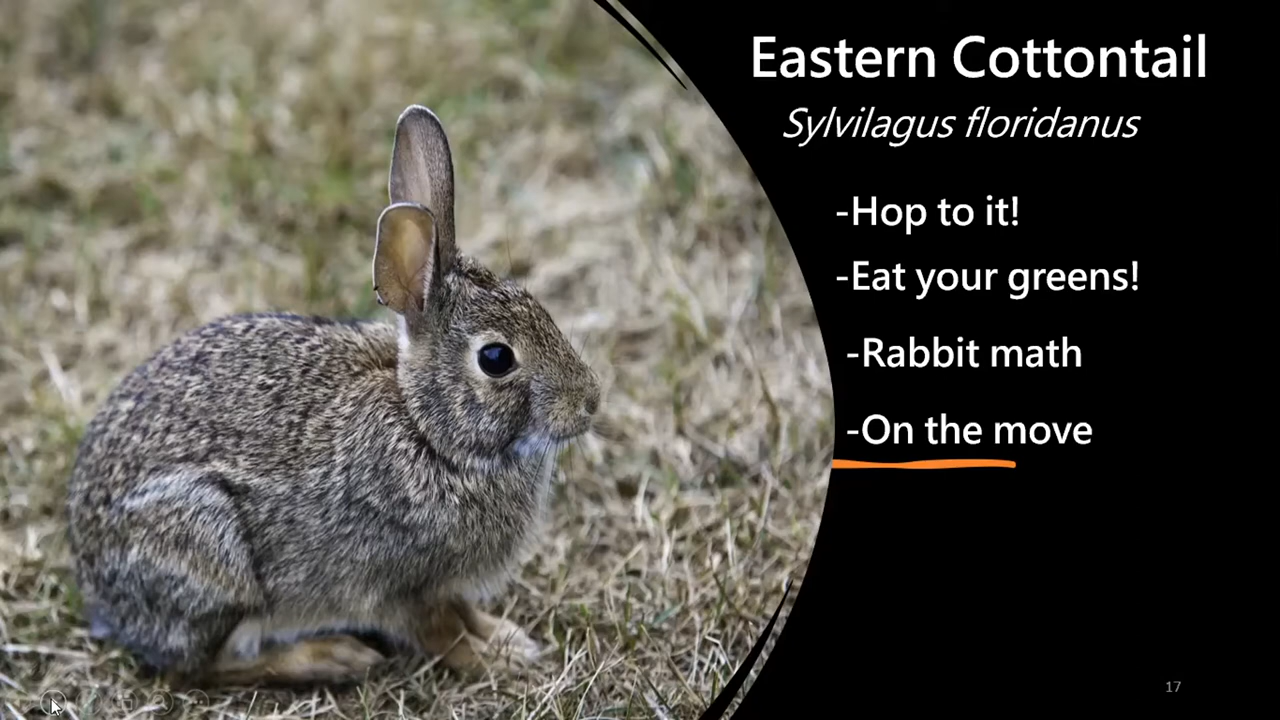 Eastern Cottontail
Sylvilagus floridanus
-Hop to it!
-Eat your greens!
-Rabbit math
-On the move
17